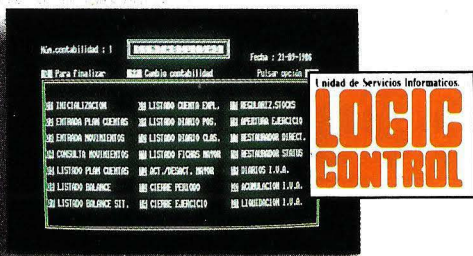 Núm.contabilidad : 1
Fecha : 21-09-1986
Para finalizar
Cambio contabilidad
Pulsar opción
INICIALIZACION
ENTRADA PLAN CUENTAS
ENTRADA MOVIMIENTOS
CONSULTA MOVIMIENTOS
LISTADO PLAN CUENTAS
LISTADO BALANCE
LISTADO BALANCE SIT.
LISTADO CUENTA EXPL.
LISTADO DIARIO POS.
LISTADO DIARIO CLAS.
LISTADO FICHAS MAYOR
ACT./DESACT. MAYOR
CIERRE PERIODO
CIERRE EJERCICIO
REGULARIZ.STOCKS
APERTURA EJERCICIO
RESTAURADOR DIRECT.
RESTAURADOR STATUS
DIARIOS I.V.A.
ACUMULACION I.V.A.
LIQUIDACION I.V.A.
Unidad de Servicios Informaticos.
LOGIC
CONTROL